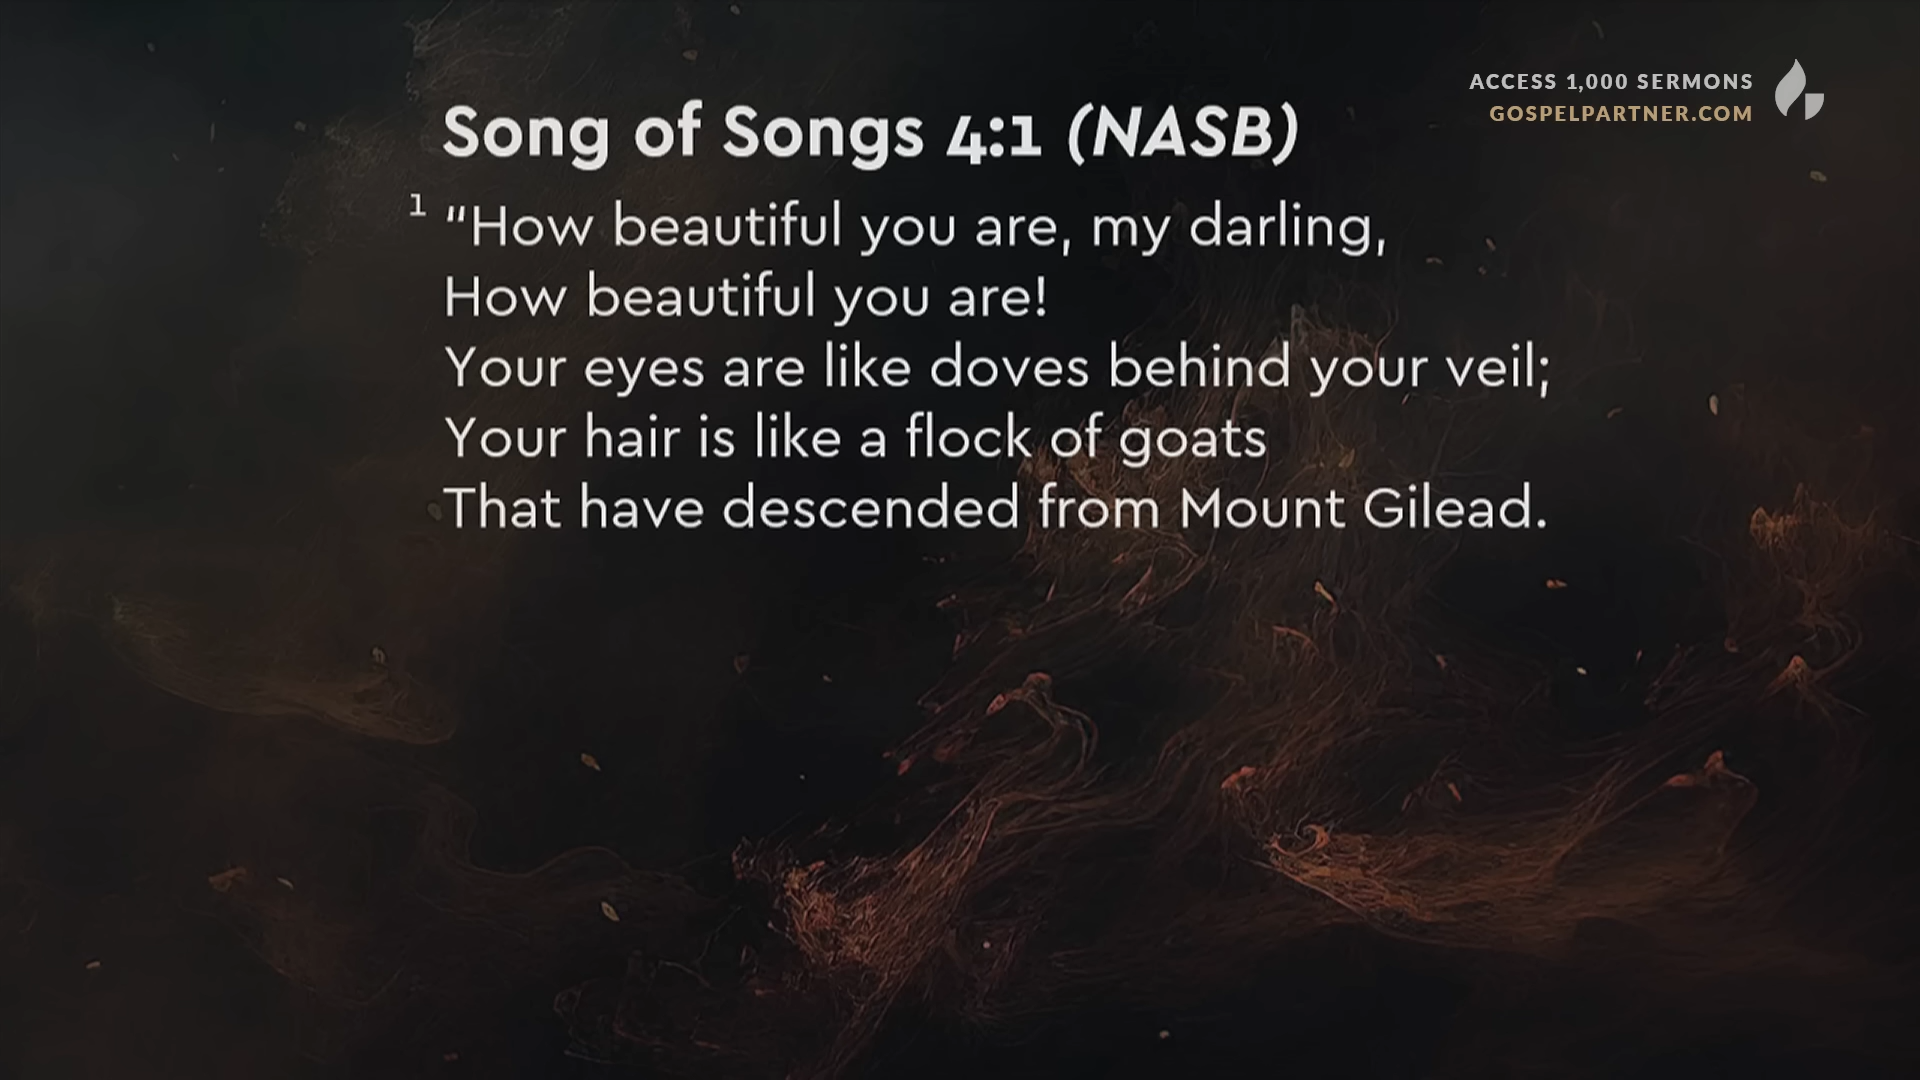 ACCESS 1,000 SERMONS
GOSPELPARTNER.COM
Song of Songs 4:1 (NASB)
1 “How beautiful you are, my darling,
How beautiful you are!
Your eyes are like doves behind your veil;
Your hair is like a flock of goats
That have descended from Mount Gilead.